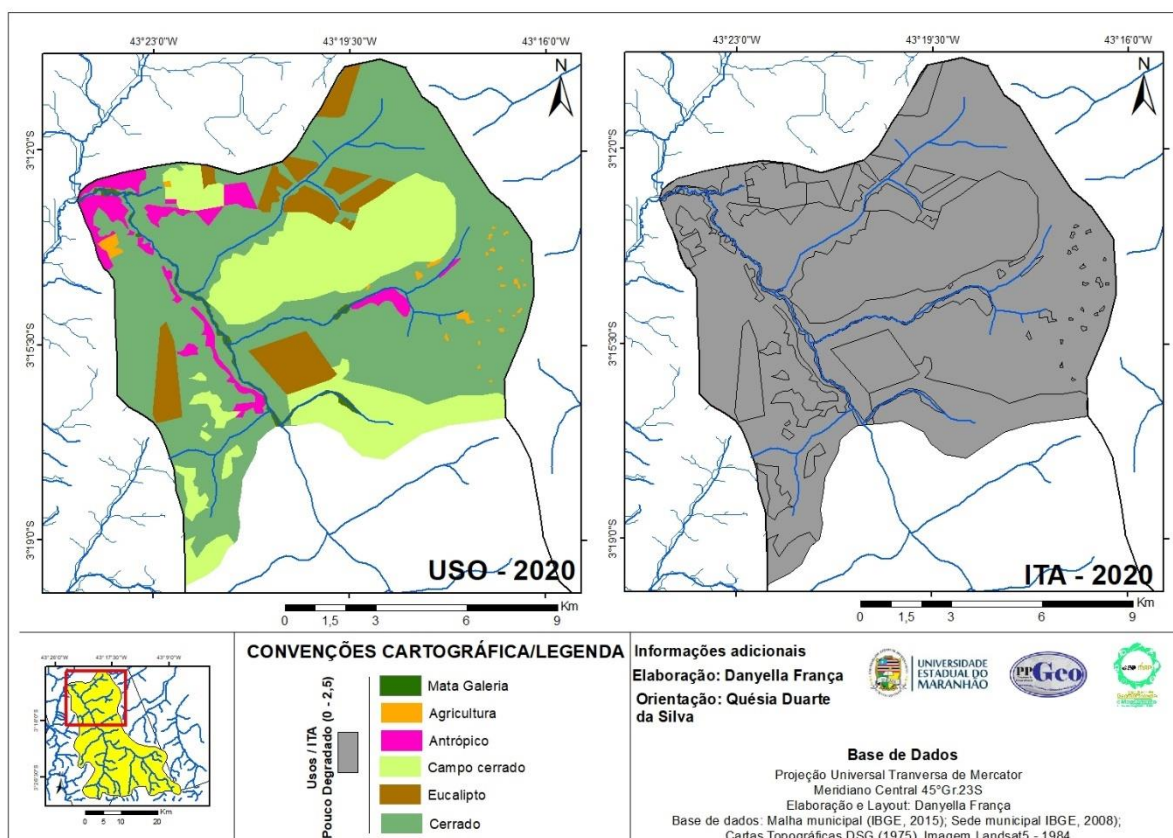 43°23'0"W 43°19'30"W 43°16'0"W
N
3°12'0"S
3°15'30"S
3°19'0"S
USO - 2020
Km
0 1,5 3 6 9
43°23'0"W 43°19'30"W 43°16'0"W
N
3°12'0"S
3°15'30"S
3°19'0"S
ITA - 2020
Km
0 1,5 3 6 9
43°17'30"W 43°9'0"W
Km
0 5 10 20
CONVENÇÕES CARTOGRÁFICA/LEGENDA
Usos / ITA
Pouco Degradado (0 - 2,5)
Mata Galeria
Agricultura
Antrópico
Campo cerrado
Eucalipto
Cerrado
Informações adicionais
Elaboração: Danyella França
Orientação: Quésia Duarte
da Silva
UNIVERSIDADE
ESTADUAL DO
MARANHÃO
PPGeo
Base de Dados
Projeção Universal Tranversa de Mercator
Meridiano Central 45°Gr.23S
Elaboração e Layout: Danyella França
Base de dados: Malha municipal (IBGE, 2015); Sede municipal IBGE, 2008);
Cartas Topográficas DSG (1975). Imagem Landsat5 - 1984